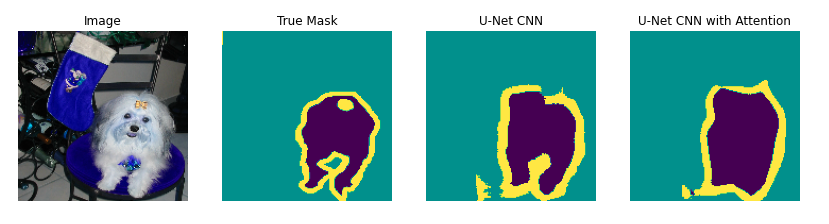 Image
True Mask
U-Net CNN
U-Net CNN with Attention